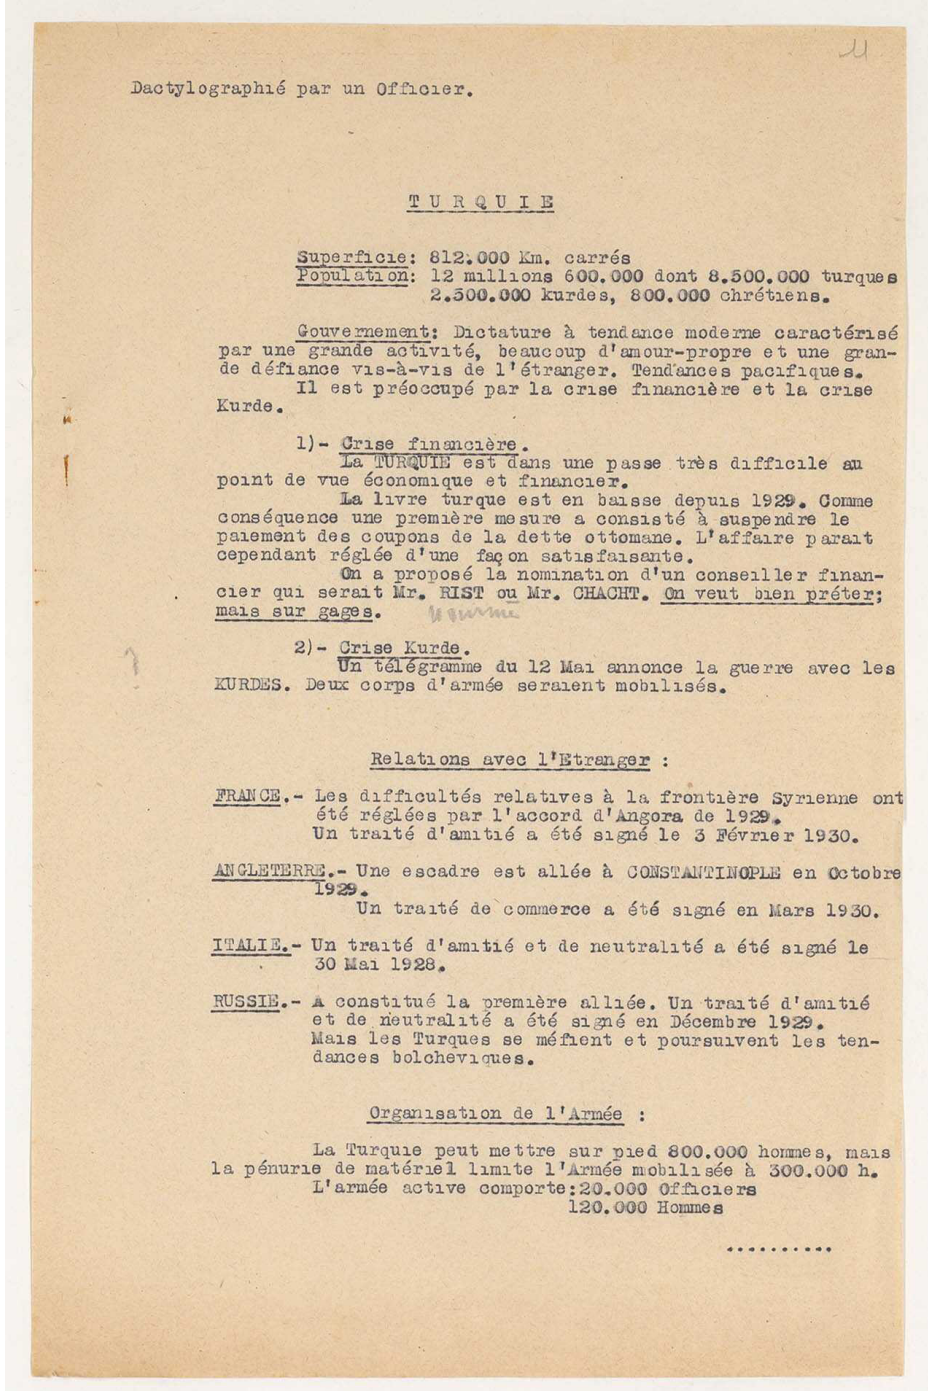 11
Dactylographié par un Officier.
TURQUIE
Superficie: 812.000 Km. carrés
Population: 12 millions 600.000 dont 8.500.000 turques
2.500.000 kurdes, 800.000 chrétiens.
Gouvernement: Dictature à tendance moderne caractérisé
par une grande activité, beaucoup d'amour-propre et une gran-
de défiance vis-à-vis de l'étranger. Tendances pacifiques.
Il est préoccupé par la crise financière et la crise
Kurde.
1)- Crise financière.
La TURQUIE est dans une passe très difficile au
point de vue économique et financier.
La livre turque est en baisse depuis 1929. Comme
conséquence une première mesure a consisté à suspendre le
paiement des coupons de la dette ottomane. L'affaire parait
cependant réglée d'une façon satisfaisante.
On a proposé la nomination d'un conseiller finan-
cier qui serait Mr. RIST ou Mr. CHACHT. On veut bien préter;
mais sur gages.
2)- Crise Kurde.
?
Un télégramme du 12 Mai annonce la guerre avec les
KURDES. Deux corps d'armée seraient mobilisés.
Relations avec l'Etranger :
FRANCE.- Les difficultés relatives à la frontière Syrienne ont
été réglées par l'accord d'Angora de 1929.
Un traité d'amitié a été signé le 3 Février 1930.
ANGLETERRE.- Une escadre est allée à CONSTANTINOPLE en Octobre
1929.
Un traité de commerce a été signé en Mars 1930.
ITALIE.- Un traité d'amitié et de neutralité a été signé le
30 Mai 1928.
RUSSIE.- A constitué la première alliée. Un traité d'amitié
et de neutralité a été signé en Décembre 1929.
Mais les Turques se méfient et poursuivent les ten-
dances bolcheviques.
Organisation de l'Armée :
La Turquie peut mettre sur pied 800.000 hommes, mais
la pénurie de matériel limite l'Armée mobilisée à 300.000 h.
L'armée active comporte:20.000 Officiers
120.000 Hommes
..........